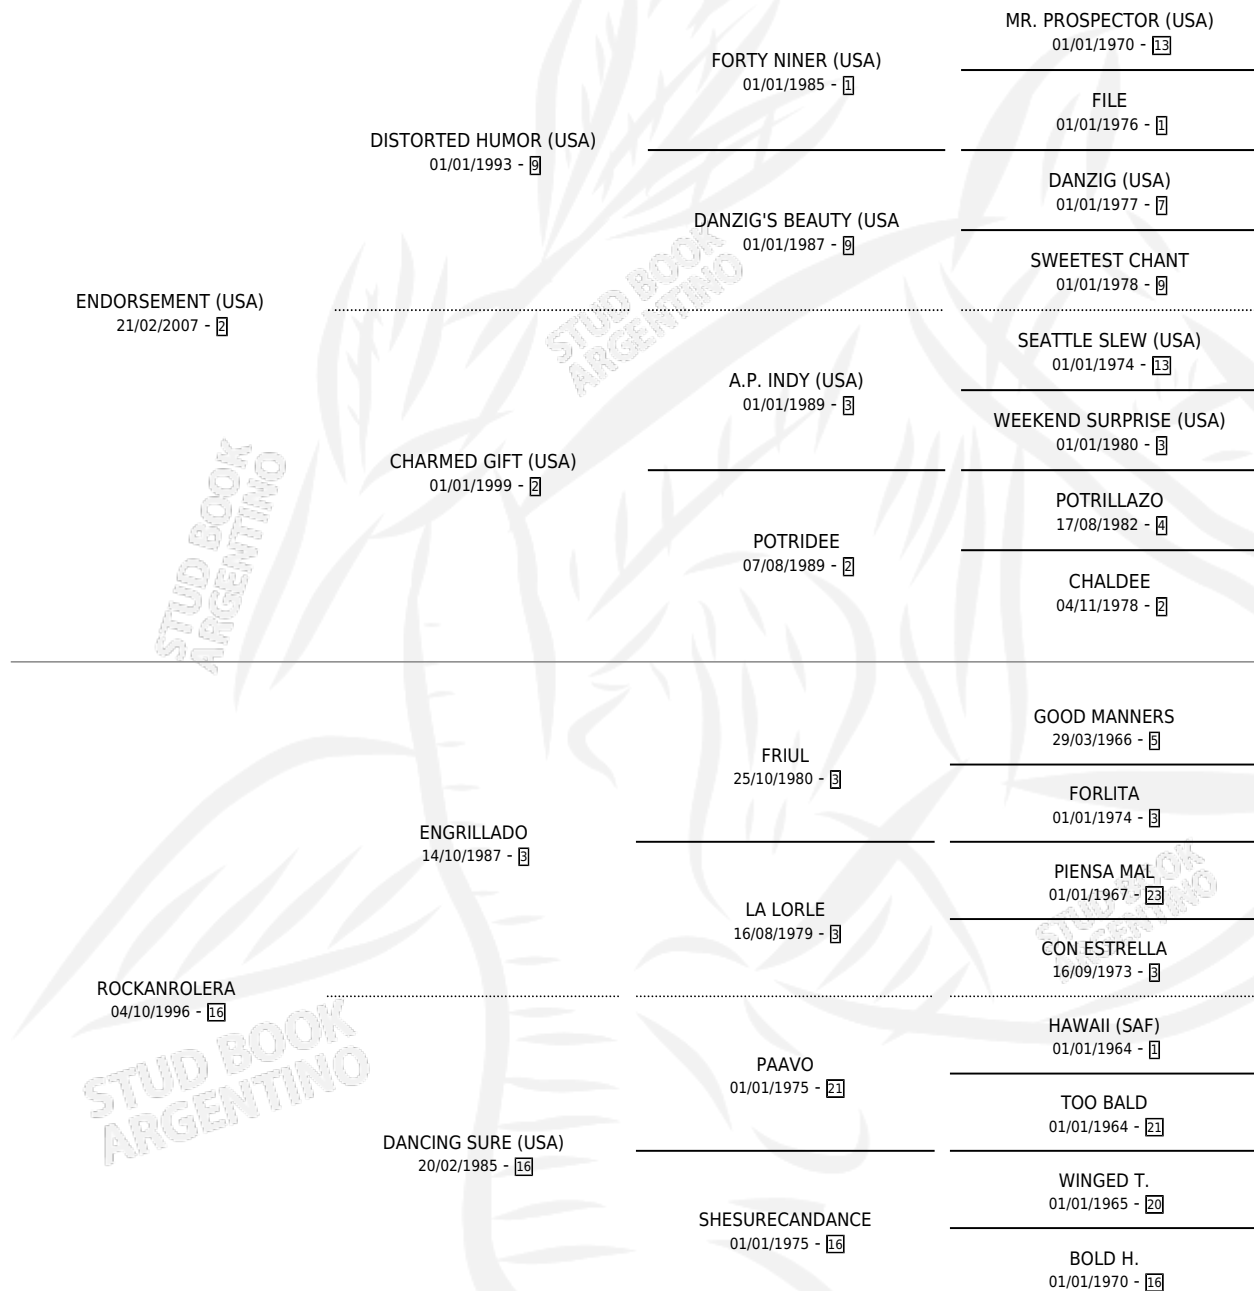 MR. PROSPECTOR (USA)
01/01/1970 - 13
FORTY NINER (USA)
01/01/1985 - 1
FILE
01/01/1976 - 1
DISTORTED HUMOR (USA)
01/01/1993 - 9
DANZIG (USA)
01/01/1977 - 7
DANZIG'S BEAUTY (USA
01/01/1987 - 9
SWEETEST CHANT
01/01/1978 - 9
ENDORSEMENT (USA)
21/02/2007 - 2
STUD BOOK
ARGENTINO
SEATTLE SLEW (USA)
01/01/1974 - 13
A.P. INDY (USA)
01/01/1989 - 3
WEEKEND SURPRISE (USA)
01/01/1980 - 3
CHARMED GIFT (USA)
01/01/1999 - 2
POTRILLAZO
17/08/1982 - 4
POTRIDEE
07/08/1989 - 2
CHALDEE
04/11/1978 - 2
STUD BOOK
ARGENTINO
GOOD MANNERS
29/03/1966 - 5
FRIUL
25/10/1980 - 3
FORLITA
01/01/1974 - 3
ENGRILLADO
14/10/1987 - 3
PIENSA MAL
01/01/1967 - 23
LA LORLE
16/08/1979 - 3
CON ESTRELLA
16/09/1973 - 3
STUD BOOK
ARGENTINO
ROCKANROLERA
04/10/1996 - 16
HAWAII (SAF)
01/01/1964 - 1
PAAVO
01/01/1975 - 21
TOO BALD
01/01/1964 - 21
STUD BOOK
ARGENTINO
DANCING SURE (USA)
20/02/1985 - 16
WINGED T.
01/01/1965 - 20
SHESURECANDANCE
01/01/1975 - 16
BOLD H.
01/01/1970 - 16